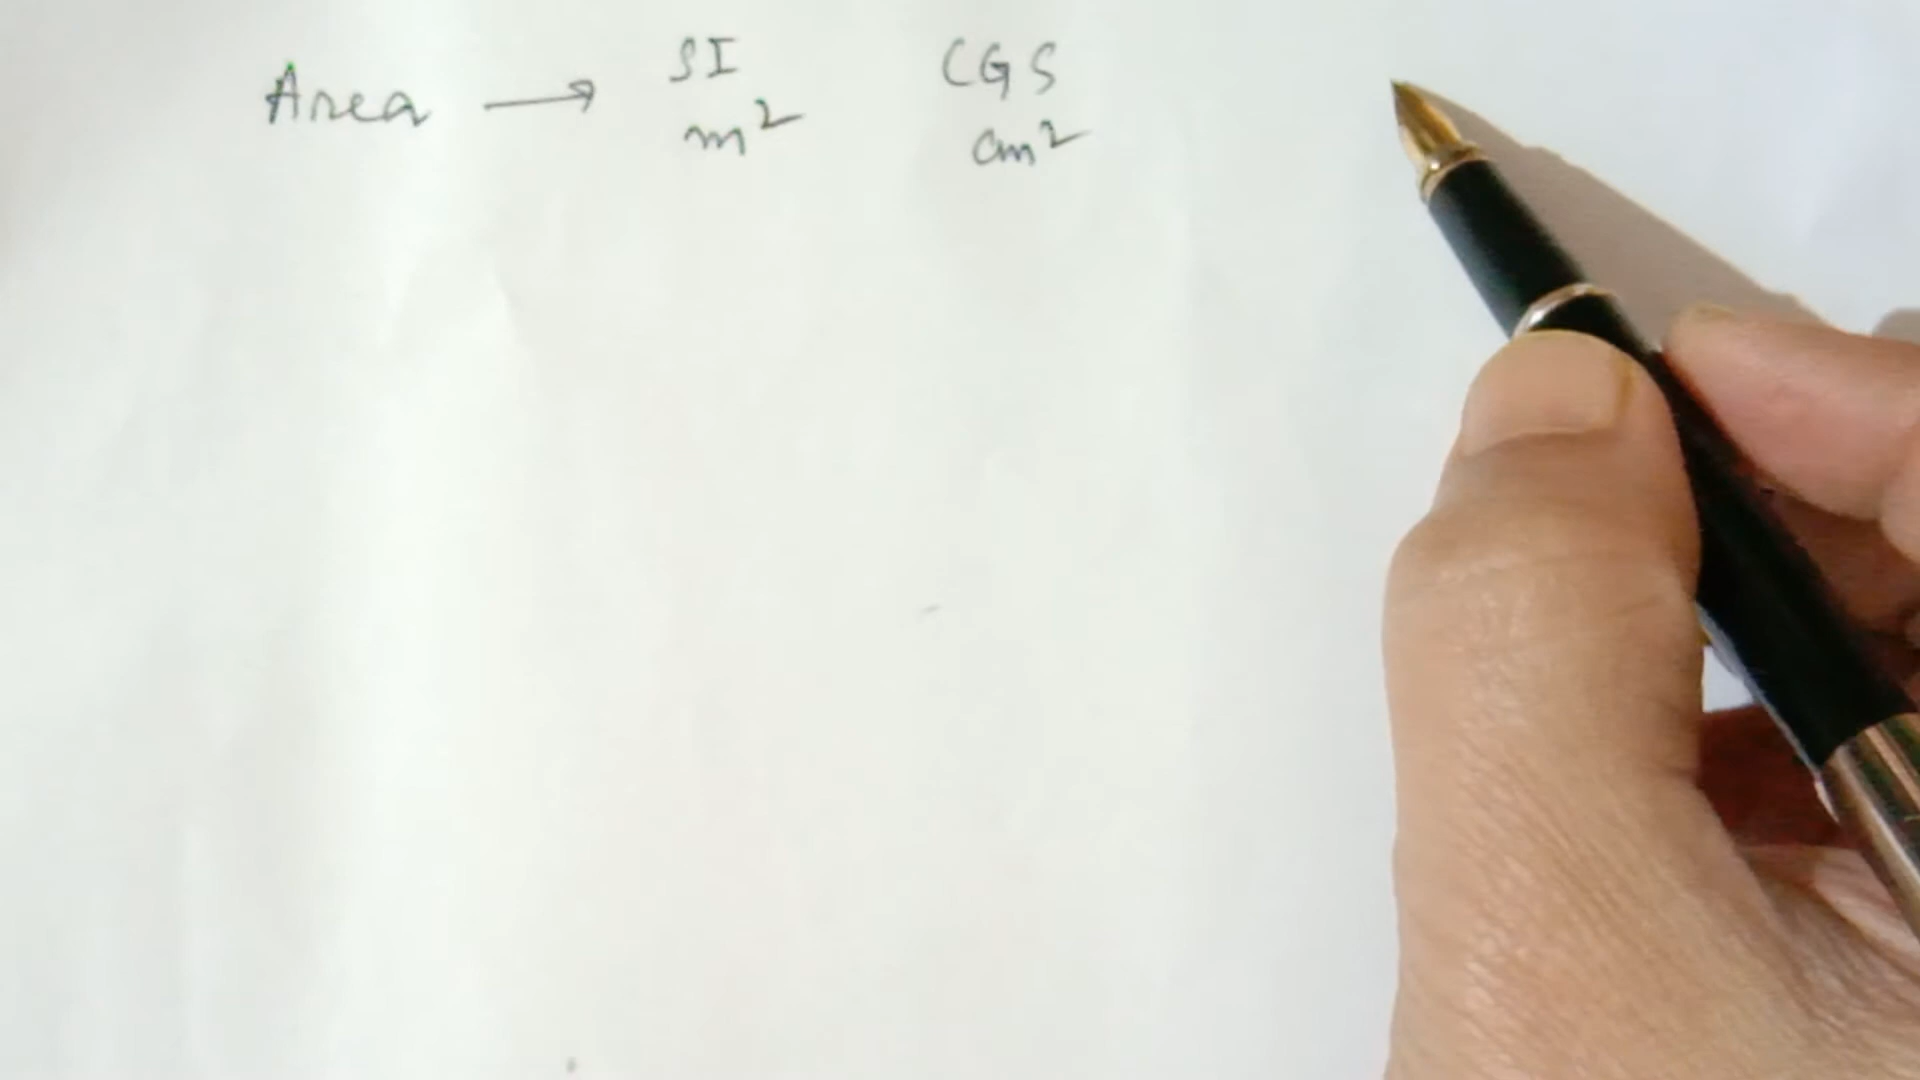 Area → SI CGS
m² cm²